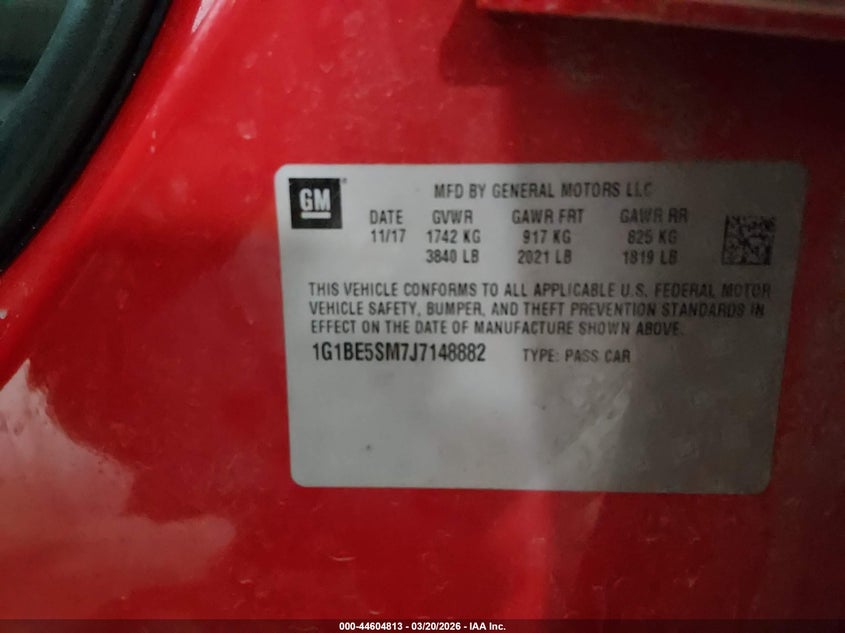 GM
MFD BY GENERAL MOTORS LLC
DATE GVWR GAWR FRT GAWR RR
11/17 1742 KG 917 KG 825 KG
3840 LB 2021 LB 1819 LB
THIS VEHICLE CONFORMS TO ALL APPLICABLE U.S. FEDERAL MOTOR
VEHICLE SAFETY, BUMPER, AND THEFT PREVENTION STANDARDS IN
EFFECT ON THE DATE OF MANUFACTURE SHOWN ABOVE.
1G1BE5SM7J7148882 TYPE: PASS CAR
000-44604813 - 03/20/2026 - IAA Inc.